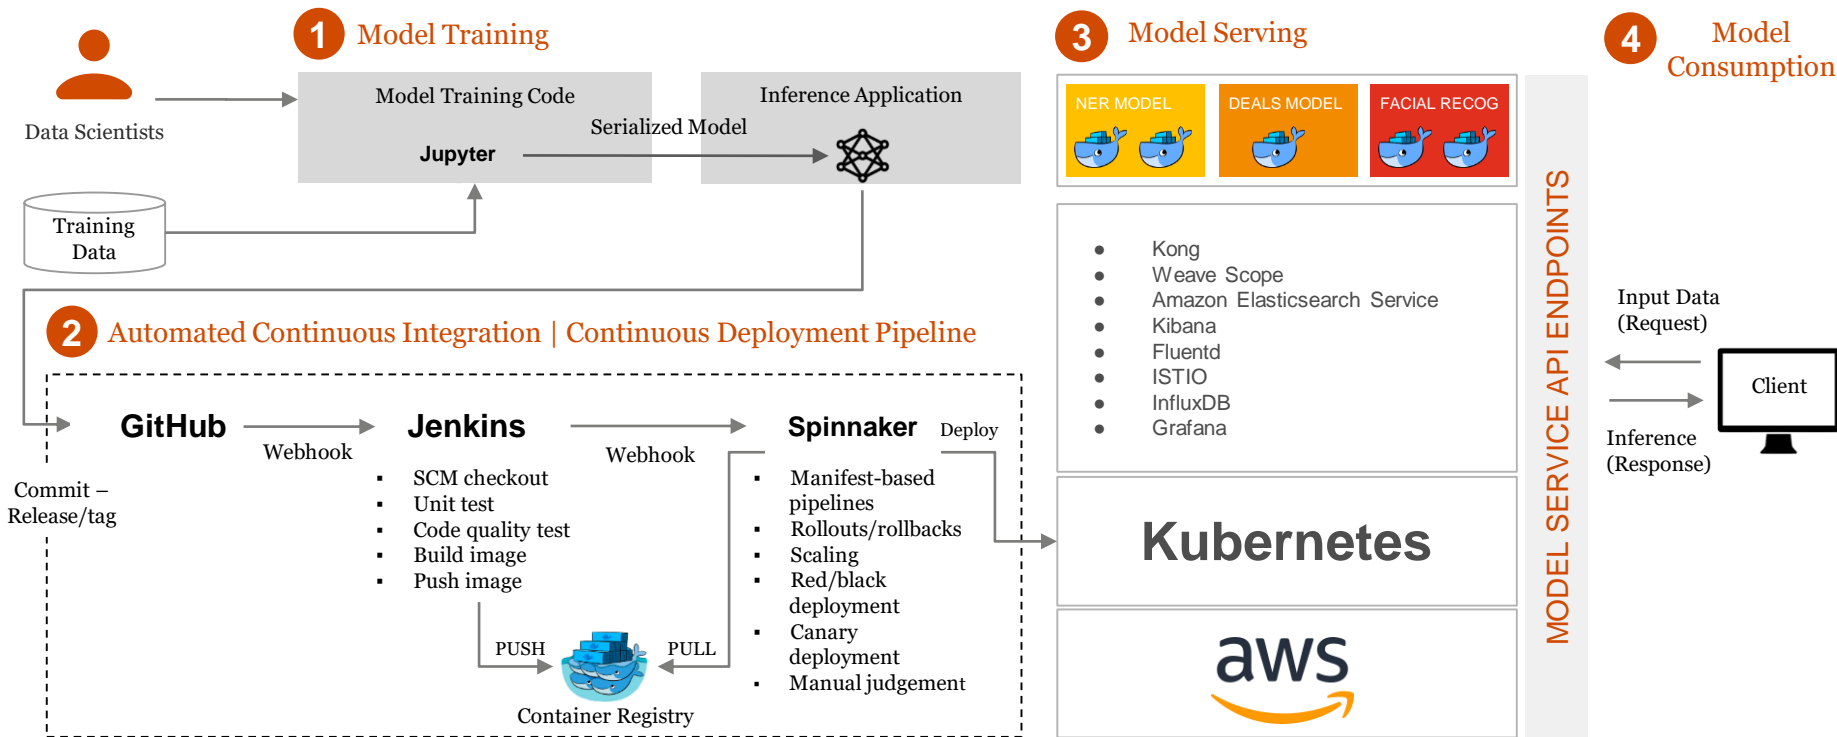 1 Model Training
Data Scientists
Model Training Code
Jupyter
Serialized Model
Inference Application
Training
Data
2 Automated Continuous Integration | Continuous Deployment Pipeline
Commit –
Release/tag
GitHub
Webhook
Jenkins
▪ SCM checkout
▪ Unit test
▪ Code quality test
▪ Build image
▪ Push image
Webhook
Spinnaker
Deploy
▪ Manifest-based
pipelines
▪ Rollouts/rollbacks
▪ Scaling
▪ Red/black
deployment
▪ Canary
deployment
▪ Manual judgement
PUSH
PULL
Container Registry
3 Model Serving
NER MODEL
DEALS MODEL
FACIAL RECOG
● Kong
● Weave Scope
● Amazon Elasticsearch Service
● Kibana
● Fluentd
● ISTIO
● InfluxDB
● Grafana
Kubernetes
aws
MODEL SERVICE API ENDPOINTS
4 Model
Consumption
Input Data
(Request)
Client
Inference
(Response)